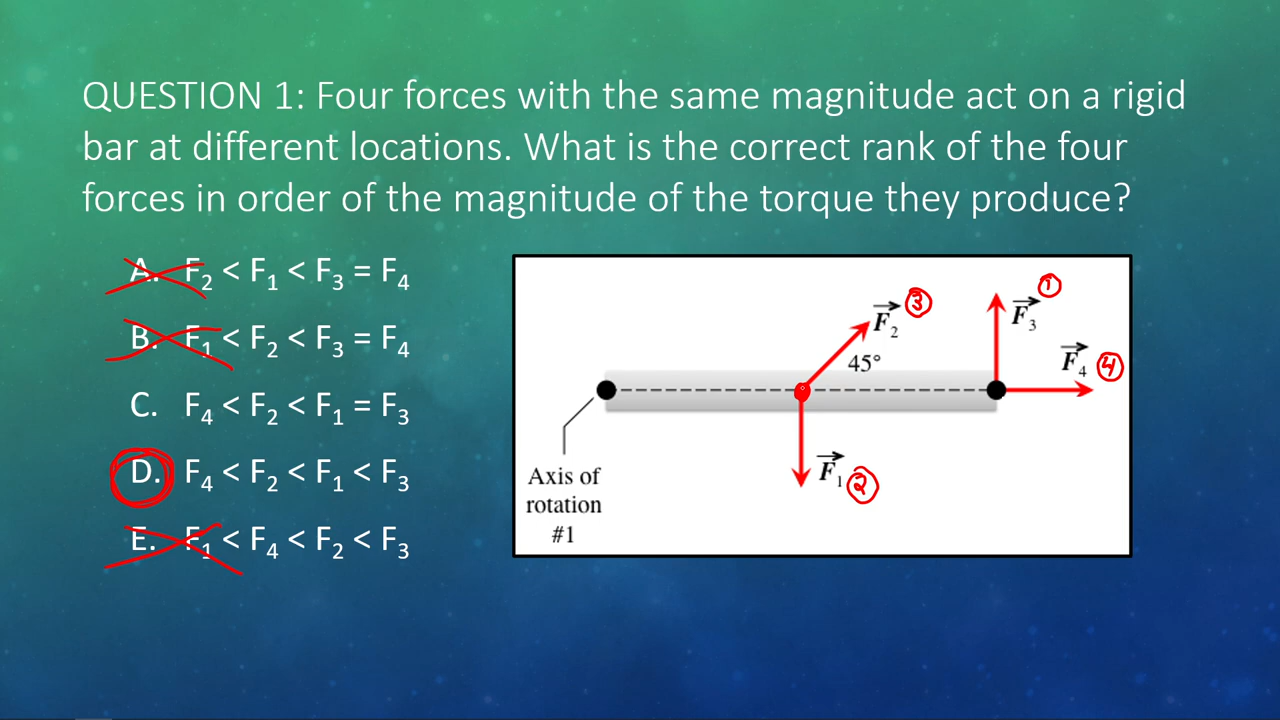 QUESTION 1: Four forces with the same magnitude act on a rigid
bar at different locations. What is the correct rank of the four
forces in order of the magnitude of the torque they produce?
A. F₂ < F₁ < F₃ = F₄
B. F₁ < F₂ < F₃ = F₄
C. F₄ < F₂ < F₁ = F₃
D. F₄ < F₂ < F₁ < F₃
E. F₁ < F₄ < F₂ < F₃
F₂ 3
F₃ 1
45°
F₄ 4
F₁ 2
Axis of
rotation
#1